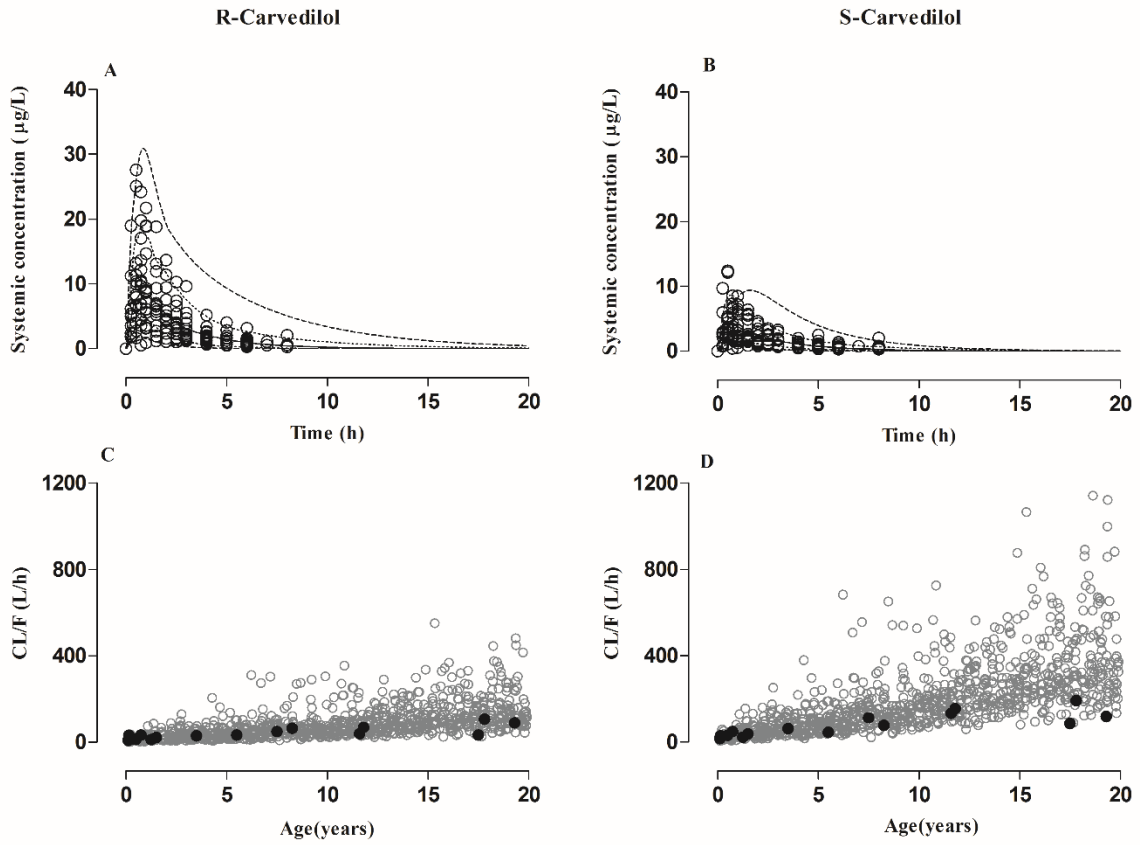 R-Carvedilol
S-Carvedilol
A
40
30
20
10
0
Systemic concentration ( µg/L)
0 5 10 15 20
Time (h)
B
40
30
20
10
0
Systemic concentration ( µg/L)
0 5 10 15 20
Time (h)
C
1200
800
400
0
CL/F (L/h)
0 5 10 15 20
Age(years)
D
1200
800
400
0
CL/F (L/h)
0 5 10 15 20
Age(years)